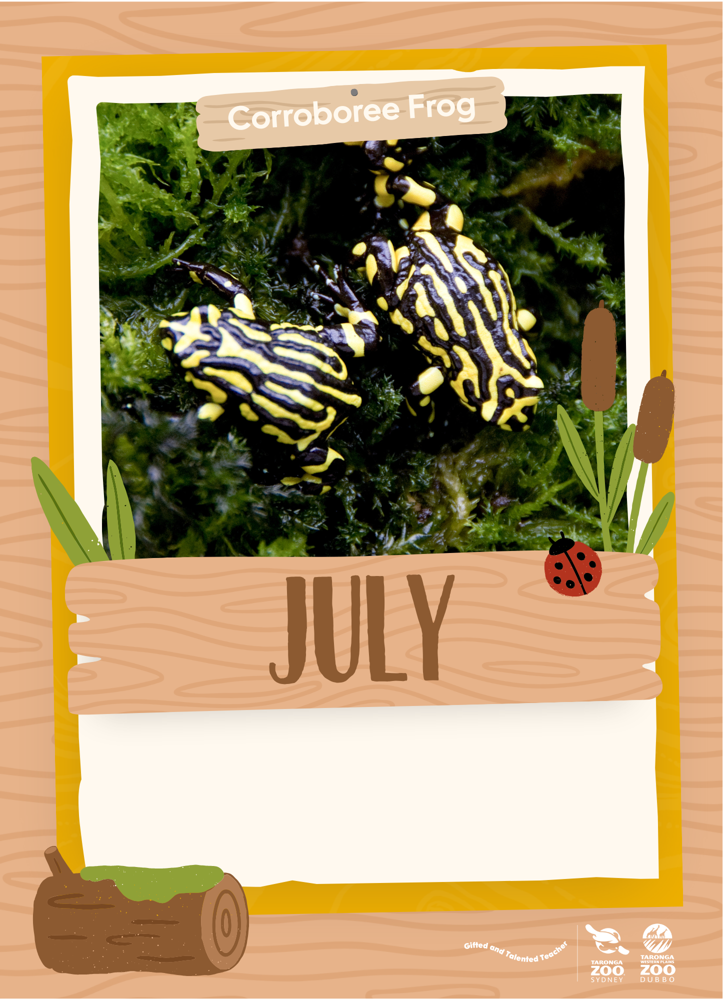 Corroboree Frog
JULY
Gifted and Talented Teacher
TARONGA
ZOO
SYDNEY
TARONGA
WESTERN PLAINS
ZOO
DUBBO